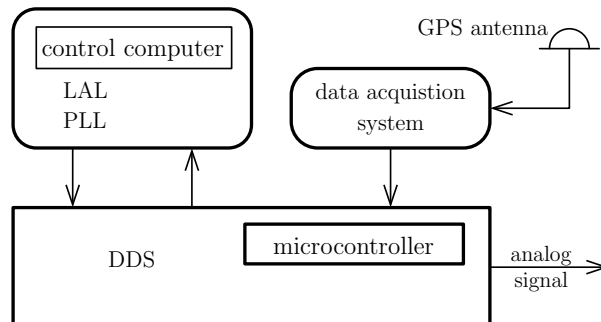 GPS antenna
control computer
LAL
PLL
data acquistion
system
microcontroller
DDS
analog
signal